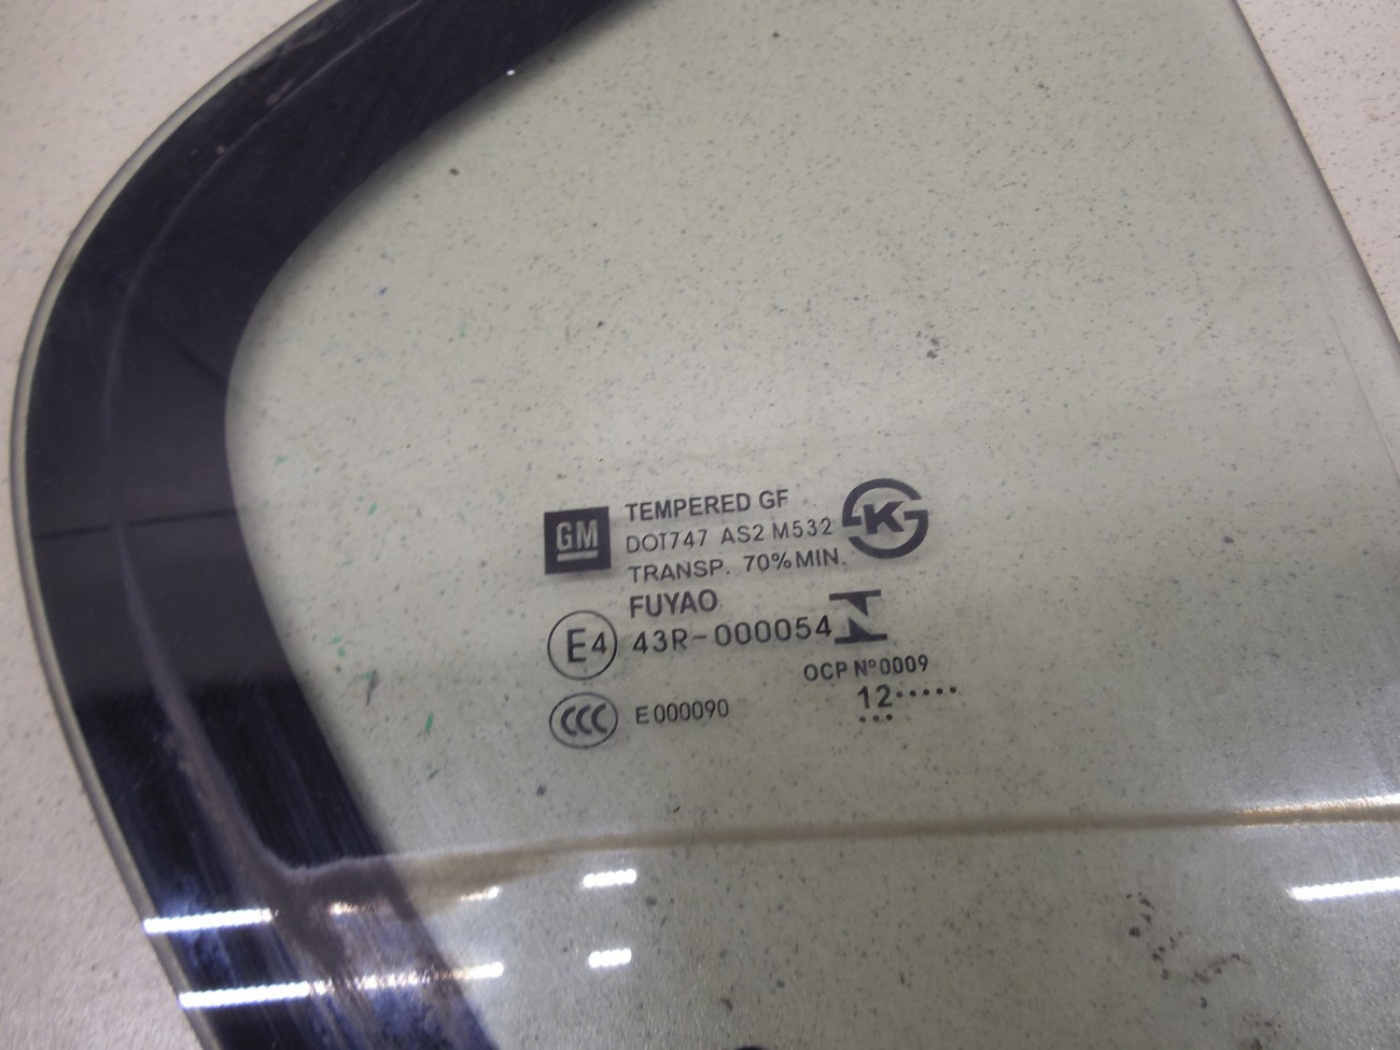 GM
TEMPERED GF
DOT747 AS2 M532
TRANSP. 70%MIN.
K
FUYAO
E4 43R-000054
OCP Nº0009
12.....
...
CCC E000090